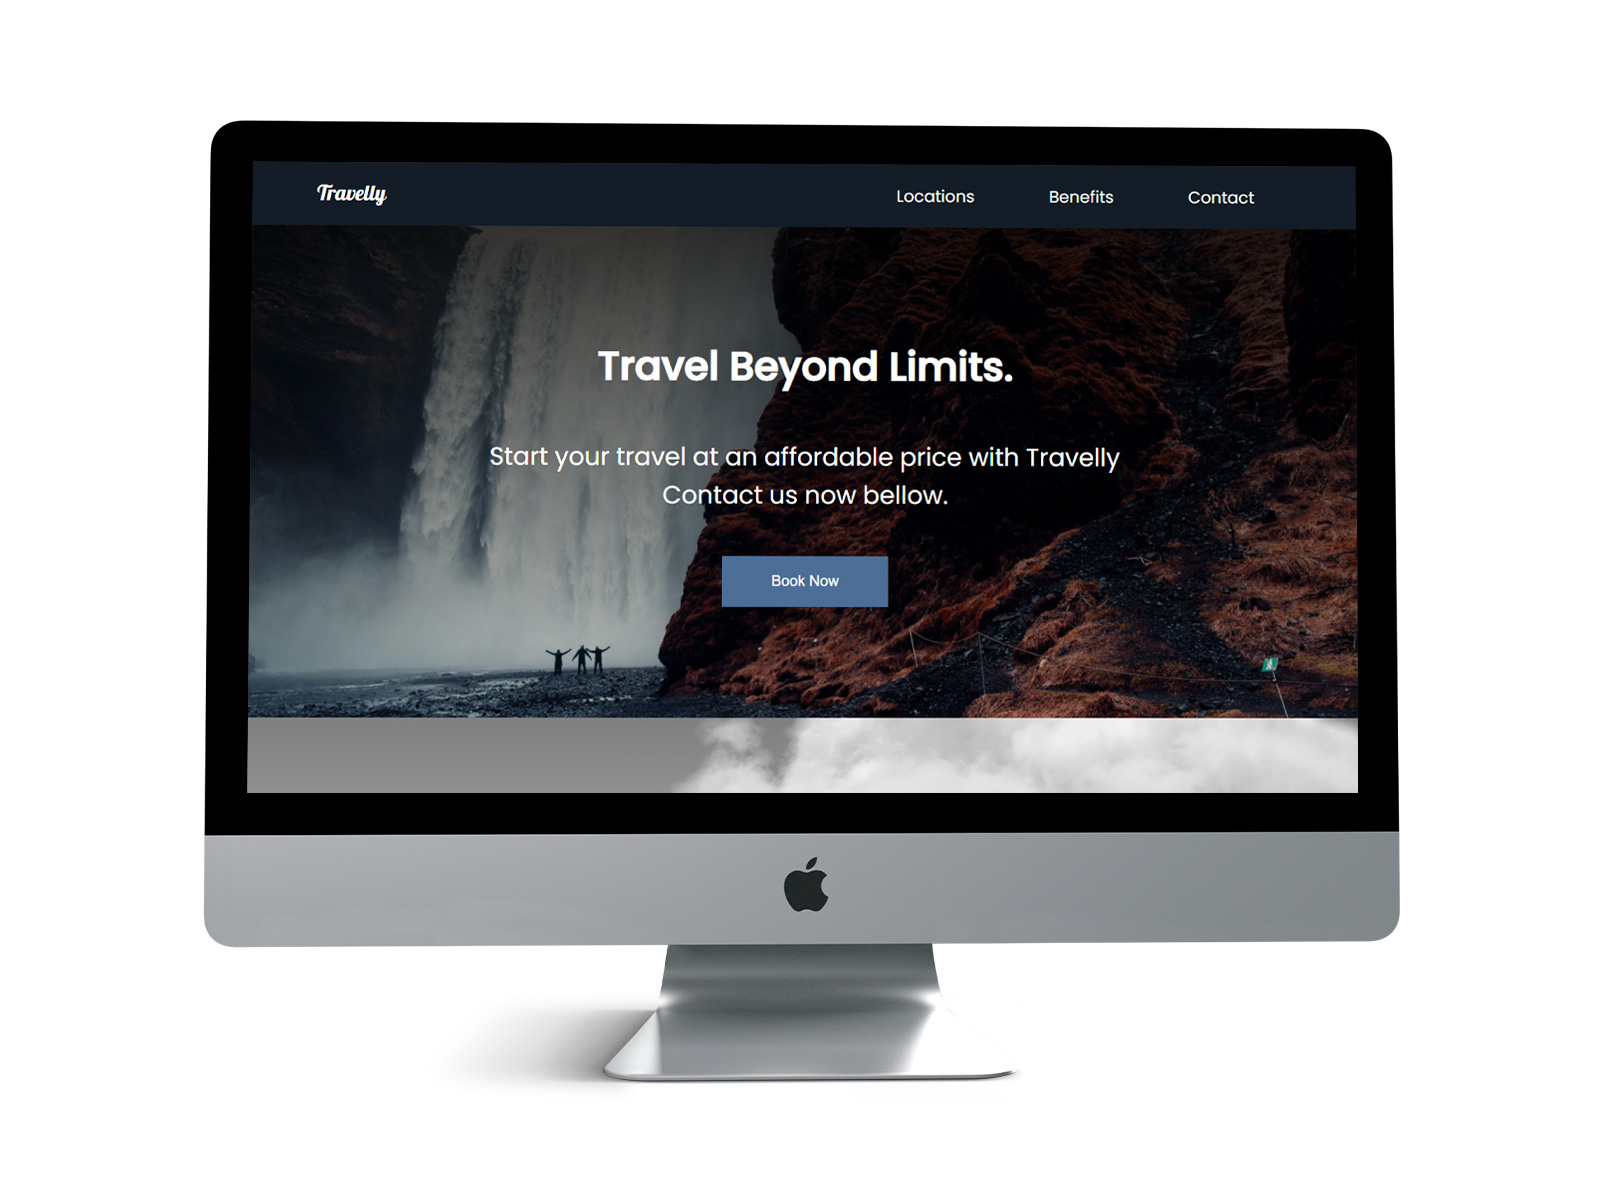 Travelly
Locations Benefits Contact
Travel Beyond Limits.
Start your travel at an affordable price with Travelly
Contact us now bellow.
Book Now